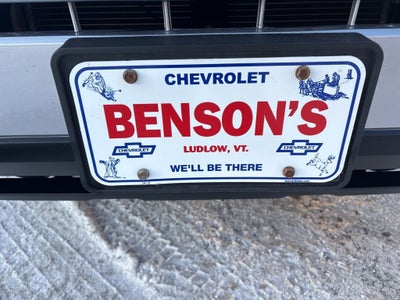 CHEVROLET
BENSON'S
LUDLOW, VT.
CHEVROLET CHEVROLET
WE'LL BE THERE